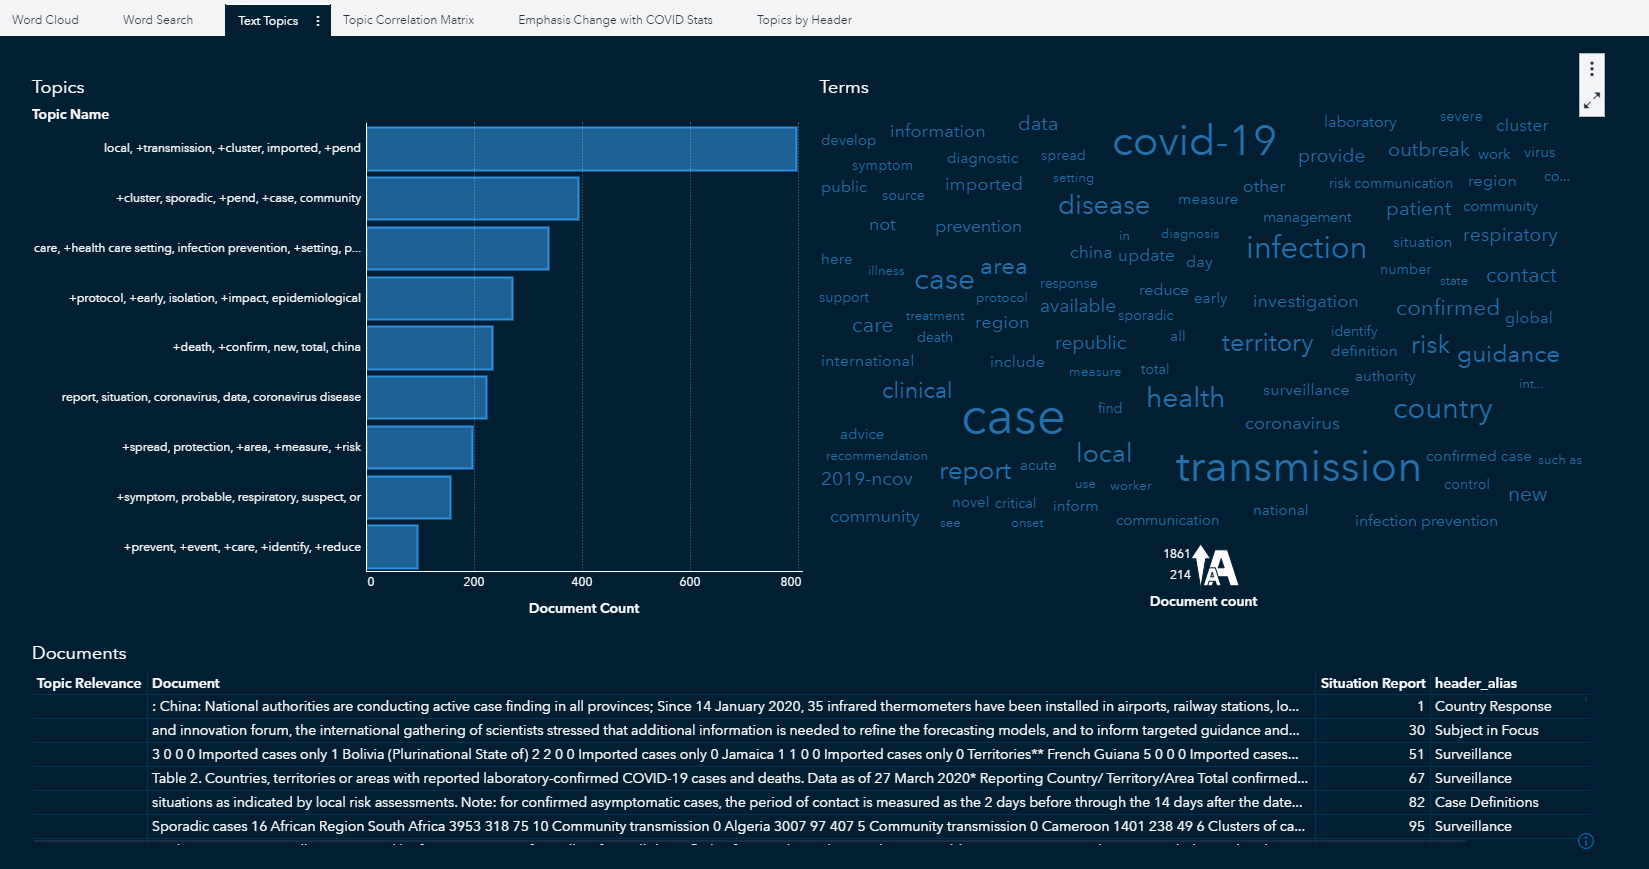 Word Cloud
Word Search
Text Topics
Topic Correlation Matrix
Emphasis Change with COVID Stats
Topics by Header
Topics
Topic Name
local, +transmission, +cluster, imported, +pend
+cluster, sporadic, +pend, +case, community
care, +health care setting, infection prevention, +setting, p...
+protocol, +early, isolation, +impact, epidemiological
+death, +confirm, new, total, china
report, situation, coronavirus, data, coronavirus disease
+spread, protection, +area, +measure, +risk
+symptom, probable, respiratory, suspect, or
+prevent, +event, +care, +identify, +reduce
0
200
400
600
800
Document Count
Terms
develop
information
data
covid-19
laboratory
severe
cluster
symptom
diagnostic
spread
provide
outbreak
work
virus
public
source
imported
setting
other
risk communication
region
co...
not
prevention
disease
measure
management
patient
community
in
diagnosis
infection
situation
respiratory
here
illness
area
china
update
day
number
state
contact
support
case
protocol
response
available
reduce
early
sporadic
investigation
confirmed
global
care
treatment
region
death
republic
all
territory
identify
definition
risk
guidance
international
include
measure
total
authority
int...
clinical
case
find
health
surveillance
coronavirus
country
advice
recommendation
report
acute
local
transmission
confirmed case
such as
2019-ncov
use
worker
control
new
novel
critical
inform
community
see
onset
communication
national
infection prevention
1861
214
Document count
Documents
Topic Relevance
Document
Situation Report
header_alias
: China: National authorities are conducting active case finding in all provinces; Since 14 January 2020, 35 infrared thermometers have been installed in airports, railway stations, lo...
1
Country Response
and innovation forum, the international gathering of scientists stressed that additional information is needed to refine the forecasting models, and to inform targeted guidance and...
30
Subject in Focus
3 0 0 0 Imported cases only 1 Bolivia (Plurinational State of) 2 2 0 0 Imported cases only 0 Jamaica 1 1 0 0 Imported cases only 0 Territories** French Guiana 5 0 0 0 Imported cases...
51
Surveillance
Table 2. Countries, territories or areas with reported laboratory-confirmed COVID-19 cases and deaths. Data as of 27 March 2020* Reporting Country/ Territory/Area Total confirmed...
67
Surveillance
situations as indicated by local risk assessments. Note: for confirmed asymptomatic cases, the period of contact is measured as the 2 days before through the 14 days after the date...
82
Case Definitions
Sporadic cases 16 African Region South Africa 3953 318 75 10 Community transmission 0 Algeria 3007 97 407 5 Community transmission 0 Cameroon 1401 238 49 6 Clusters of ca...
95
Surveillance